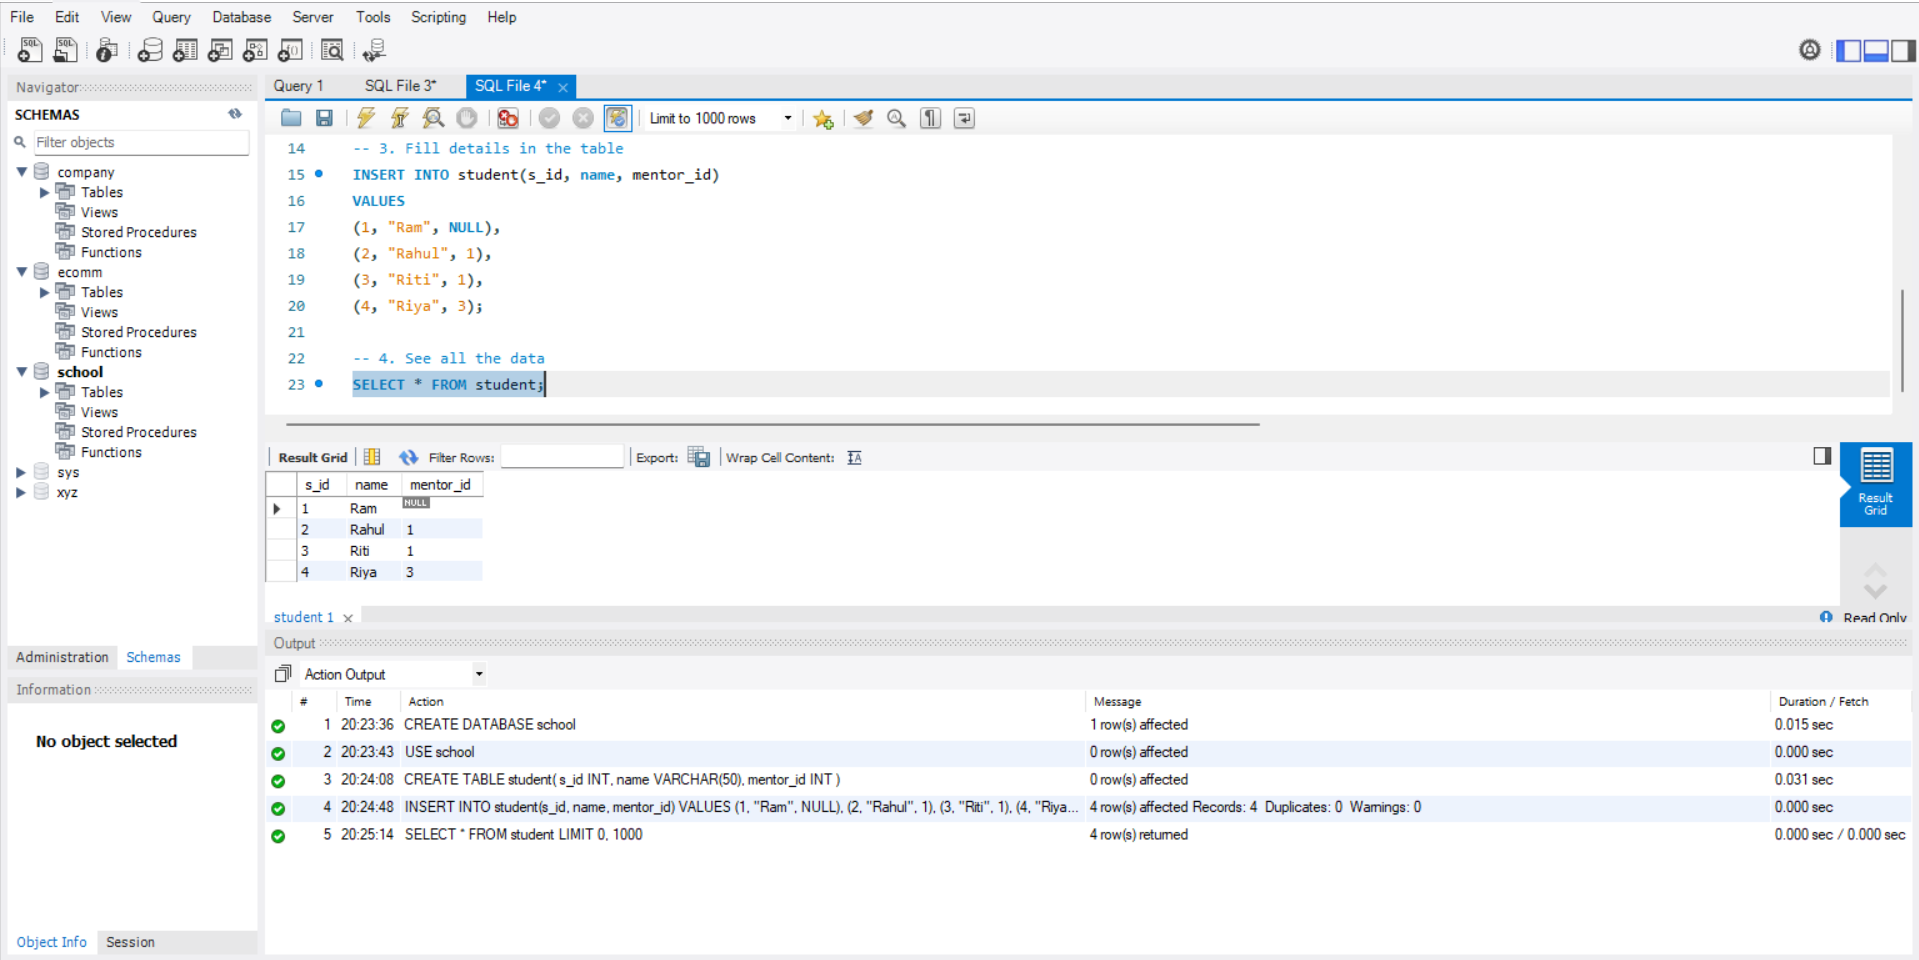 File Edit View Query Database Server Tools Scripting Help
Navigator
SCHEMAS
Filter objects
company
Tables
Views
Stored Procedures
Functions
ecomm
Tables
Views
Stored Procedures
Functions
school
Tables
Views
Stored Procedures
Functions
sys
xyz
Administration Schemas
Information
No object selected
Object Info Session
Query 1 SQL File 3* SQL File 4*
Limit to 1000 rows
14 -- 3. Fill details in the table
15 INSERT INTO student(s_id, name, mentor_id)
16 VALUES
17 (1, "Ram", NULL),
18 (2, "Rahul", 1),
19 (3, "Riti", 1),
20 (4, "Riya", 3);
21
22 -- 4. See all the data
23 SELECT * FROM student;
Result Grid Filter Rows: Export: Wrap Cell Content:
s_id name mentor_id
1 Ram NULL
2 Rahul 1
3 Riti 1
4 Riya 3
Result
Grid
student 1
Read Only
Output
Action Output
# Time Action Message Duration / Fetch
1 20:23:36 CREATE DATABASE school 1 row(s) affected 0.015 sec
2 20:23:43 USE school 0 row(s) affected 0.000 sec
3 20:24:08 CREATE TABLE student( s_id INT, name VARCHAR(50), mentor_id INT ) 0 row(s) affected 0.031 sec
4 20:24:48 INSERT INTO student(s_id, name, mentor_id) VALUES (1, "Ram", NULL), (2, "Rahul", 1), (3, "Riti", 1), (4, "Riya... 4 row(s) affected Records: 4 Duplicates: 0 Warnings: 0 0.000 sec
5 20:25:14 SELECT * FROM student LIMIT 0, 1000 4 row(s) returned 0.000 sec / 0.000 sec